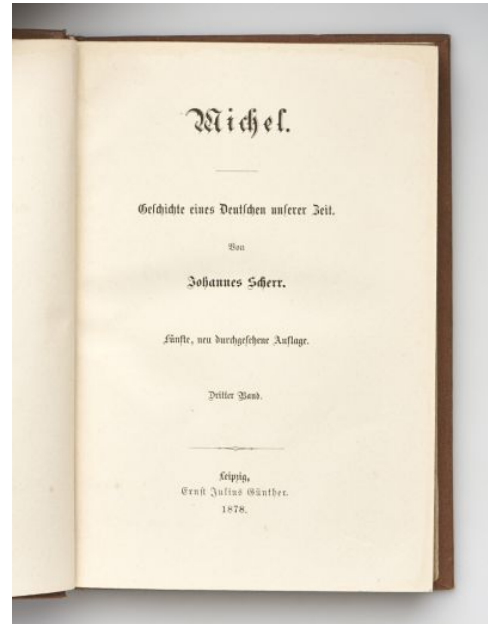 Michel.
Geschichte eines Deutschen unserer Zeit.
Von
Johannes Scherr.
Fünfte, neu durchgesehene Auflage.
Dritter Band.
Leipzig,
Ernst Julius Günther.
1878.